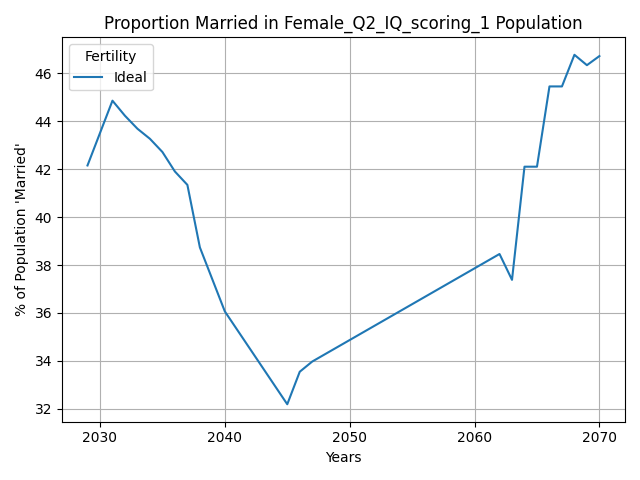 Proportion Married in Female_Q2_IQ_scoring_1 Population
Fertility
Ideal
% of Population 'Married'
46
44
42
40
38
36
34
32
2030
2040
2050
2060
2070
Years